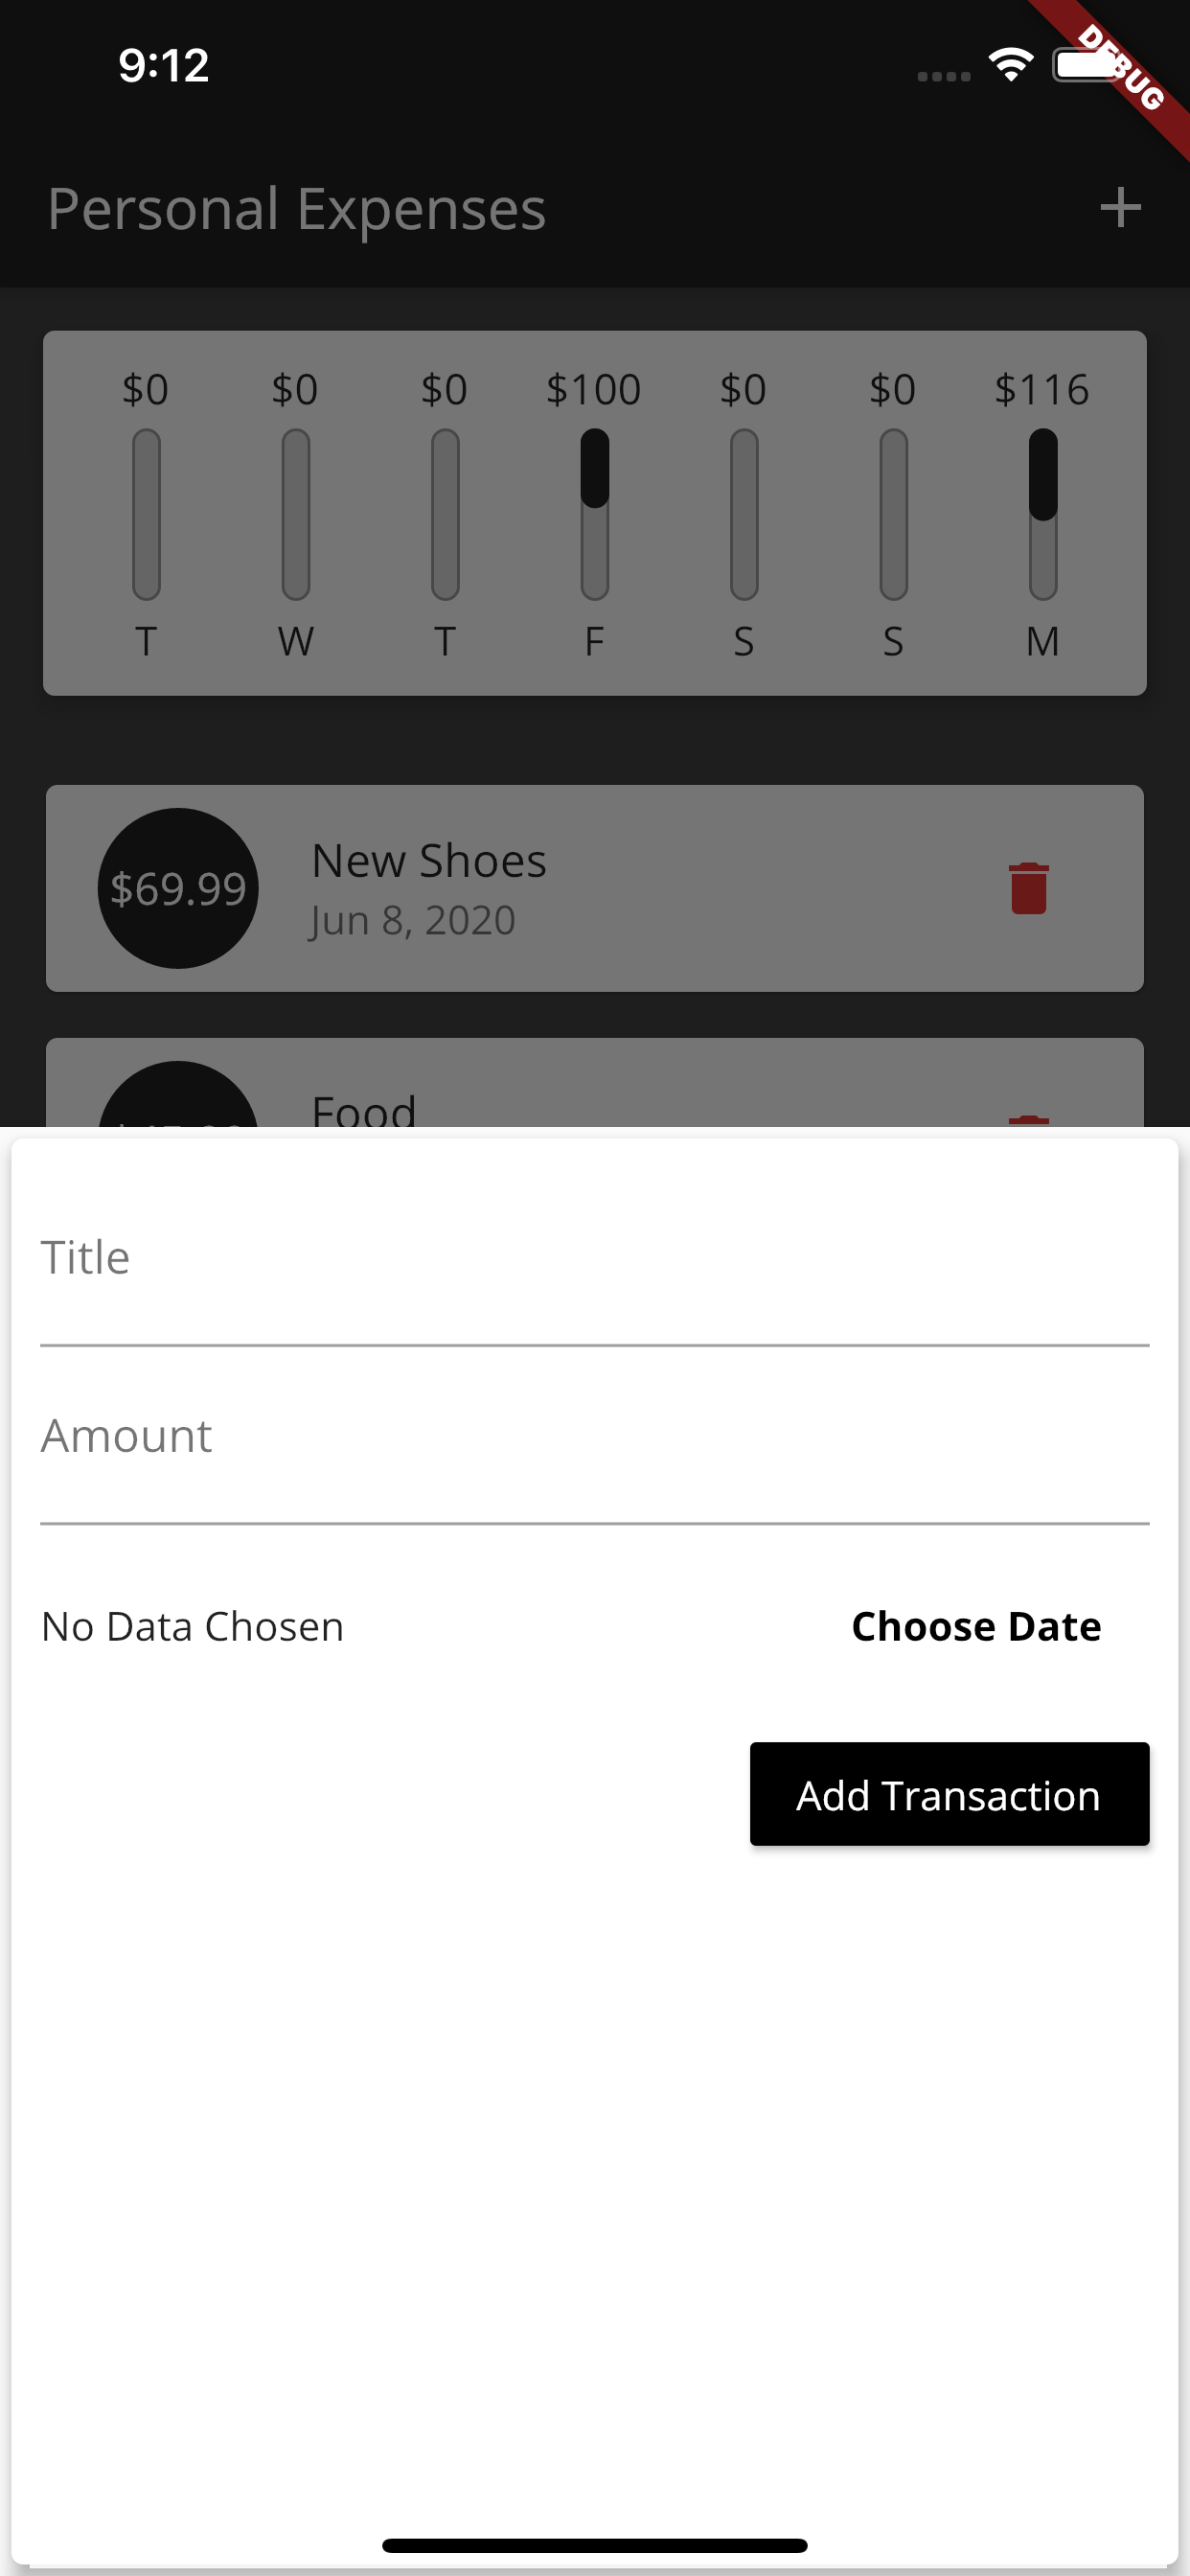 9:12
DEBUG
Personal Expenses
$0 $0 $0 $100 $0 $0 $116
T W T F S S M
$69.99
New Shoes
Jun 8, 2020
Food
Title
Amount
No Data Chosen
Choose Date
Add Transaction